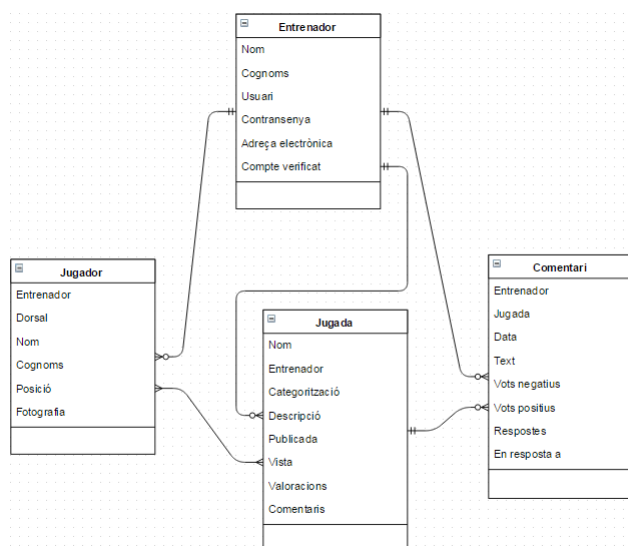 Entrenador
Nom
Cognoms
Usuari
Contransenya
Adreça electrònica
Compte verificat
Jugador
Entrenador
Dorsal
Nom
Cognoms
Posició
Fotografia
Jugada
Nom
Entrenador
Categorització
Descripció
Publicada
Vista
Valoracions
Comentaris
Comentari
Entrenador
Jugada
Data
Text
Vots negatius
Vots positius
Respostes
En resposta a